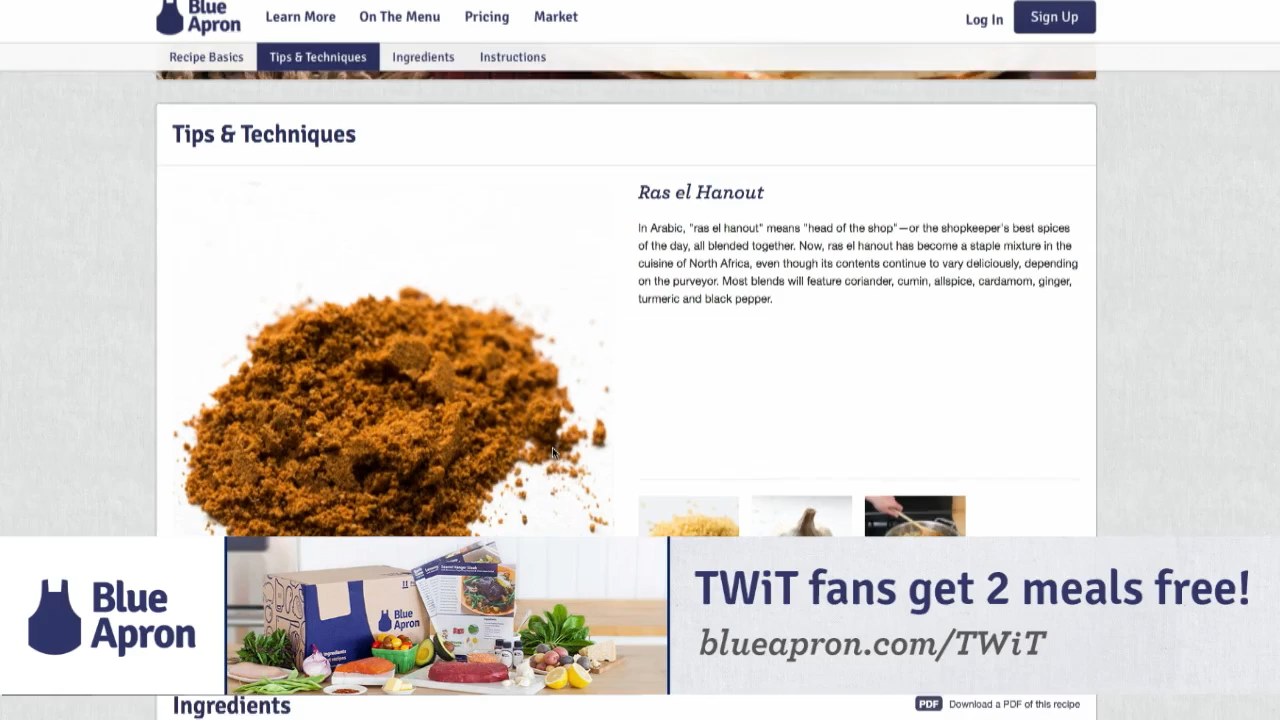 Blue
Apron
Learn More
On The Menu
Pricing
Market
Log In
Sign Up
Recipe Basics
Tips & Techniques
Ingredients
Instructions
Tips & Techniques
Ras el Hanout
In Arabic, "ras el hanout" means "head of the shop"—or the shopkeeper's best spices
of the day, all blended together. Now, ras el hanout has become a staple mixture in the
cuisine of North Africa, even though its contents continue to vary deliciously, depending
on the purveyor. Most blends will feature coriander, cumin, allspice, cardamom, ginger,
turmeric and black pepper.
Blue
Apron
Blue
Apron
TWiT fans get 2 meals free!
blueapron.com/TWiT
Ingredients
PDF Download a PDF of this recipe